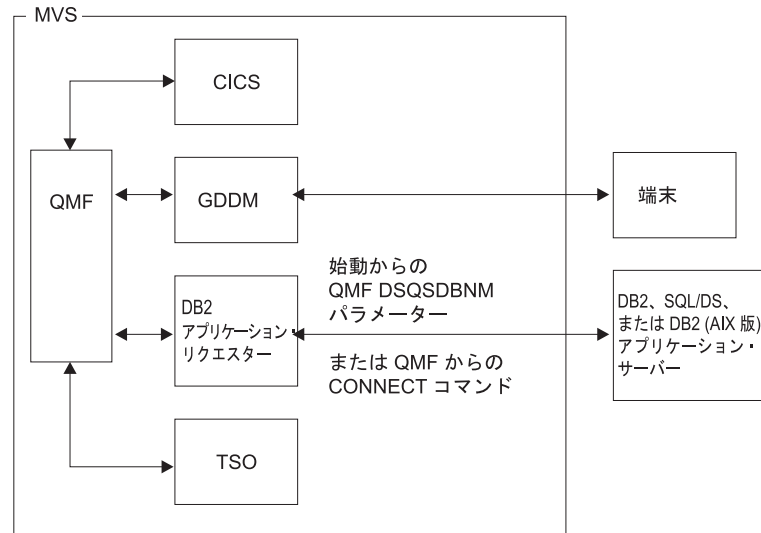 MVS
CICS
QMF
GDDM
端末
始動からの
QMF DSQSDBNM
パラメーター
DB2
アプリケーション・
リクエスター
DB2、SQL/DS、
または DB2 (AIX 版)
アプリケーション・
サーバー
または QMF からの
CONNECT コマンド
TSO